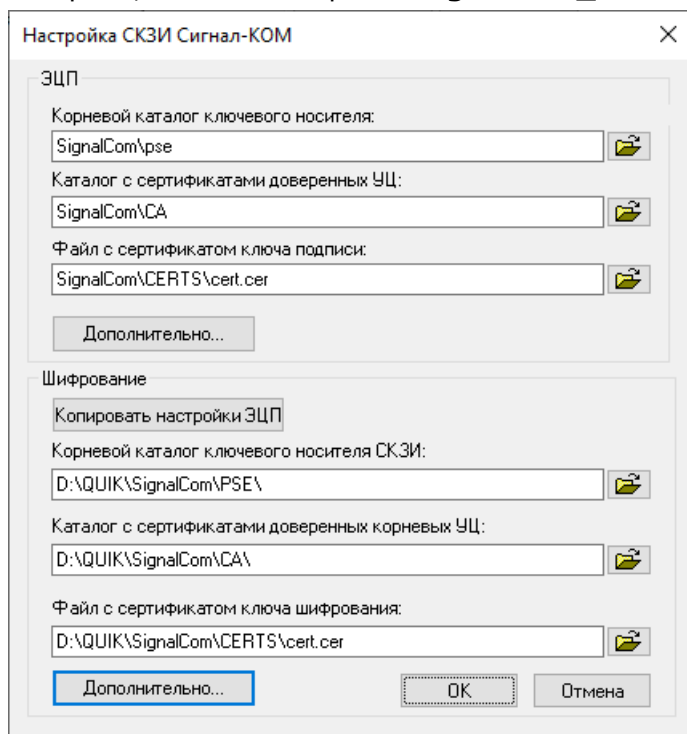 Настройка СКЗИ Сигнал-КОМ
ЭЦП
Корневой каталог ключевого носителя:
SignalCom\pse
Каталог с сертификатами доверенных УЦ:
SignalCom\CA
Файл с сертификатом ключа подписи:
SignalCom\CERTS\cert.cer
Дополнительно...
Шифрование
Копировать настройки ЭЦП
Корневой каталог ключевого носителя СКЗИ:
D:\QUIK\SignalCom\PSE\
Каталог с сертификатами доверенных корневых УЦ:
D:\QUIK\SignalCom\CA\
Файл с сертификатом ключа шифрования:
D:\QUIK\SignalCom\CERTS\cert.cer
Дополнительно... OK Отмена